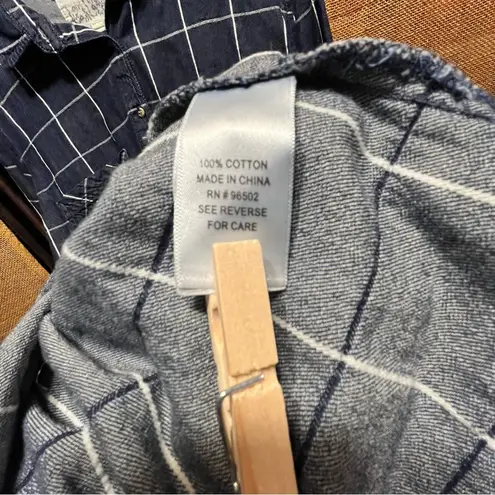 100% COTTON
MADE IN CHINA
RN # 96502
SEE REVERSE
FOR CARE